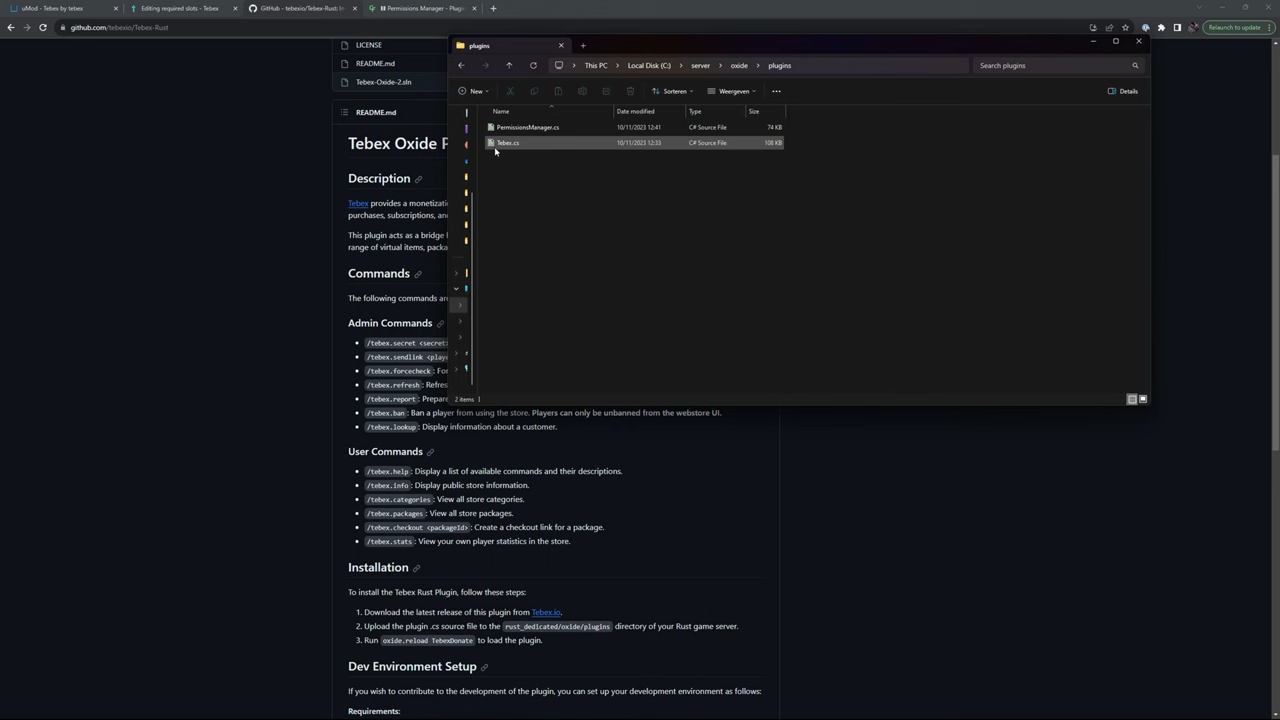 uMod - Tebex by tebex
Editing required slots - Tebex
GitHub - tebexio/Tebex-Rust: In
Permissions Manager - Plugi
github.com/tebexio/Tebex-Rust
Relaunch to update
LICENSE
README.md
Tebex-Oxide-2.sln
README.md
Tebex Oxide P
Description
Tebex provides a monetizati
purchases, subscriptions, an
This plugin acts as a bridge
range of virtual items, packa
Commands
The following commands are
Admin Commands
/tebex.secret <secret
/tebex.sendlink <playe
/tebex.forcecheck: For
/tebex.refresh: Refres
/tebex.report: Prepare
/tebex.ban: Ban a player from using the store. Players can only be unbanned from the webstore UI.
/tebex.lookup: Display information about a customer.
User Commands
/tebex.help: Display a list of available commands and their descriptions.
/tebex.info: Display public store information.
/tebex.categories: View all store categories.
/tebex.packages: View all store packages.
/tebex.checkout <packageId>: Create a checkout link for a package.
/tebex.stats: View your own player statistics in the store.
Installation
To install the Tebex Rust Plugin, follow these steps:
1. Download the latest release of this plugin from Tebex.io.
2. Upload the plugin .cs source file to the rust_dedicated/oxide/plugins directory of your Rust game server.
3. Run oxide.reload TebexDonate to load the plugin.
Dev Environment Setup
If you wish to contribute to the development of the plugin, you can set up your development environment as follows:
Requirements:
plugins
This PC > Local Disk (C:) > server > oxide > plugins
Search plugins
New
Sorteren
Weergeven
Details
Name Date modified Type Size
PermissionsManager.cs 10/11/2023 12:41 C# Source File 74 KB
Tebex.cs 10/11/2023 12:33 C# Source File 108 KB
2 items